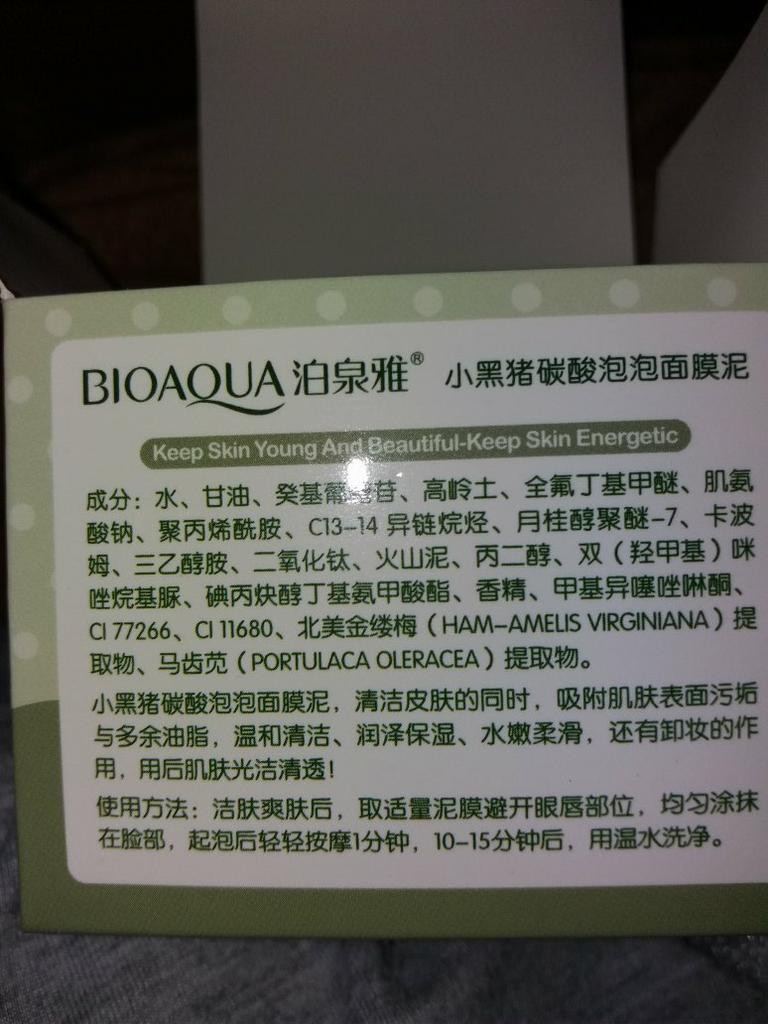 BIOAQUA 泊泉雅® 小黑猪碳酸泡泡面膜泥
Keep Skin Young And Beautiful-Keep Skin Energetic
成分：水、甘油、癸基葡糖苷、高岭土、全氟丁基甲醚、肌氨
酸钠、聚丙烯酰胺、C13-14 异链烷烃、月桂醇聚醚-7、卡波
姆、三乙醇胺、二氧化钛、火山泥、丙二醇、双（羟甲基）咪
唑烷基脲、碘丙炔醇丁基氨甲酸酯、香精、甲基异噻唑啉酮、
CI 77266、CI 11680、北美金缕梅（HAM-AMELIS VIRGINIANA）提
取物、马齿苋（PORTULACA OLERACEA）提取物。
小黑猪碳酸泡泡面膜泥，清洁皮肤的同时，吸附肌肤表面污垢
与多余油脂，温和清洁、润泽保湿、水嫩柔滑，还有卸妆的作
用，用后肌肤光洁清透！
使用方法：洁肤爽肤后，取适量泥膜避开眼唇部位，均匀涂抹
在脸部，起泡后轻轻按摩1分钟，10-15分钟后，用温水洗净。